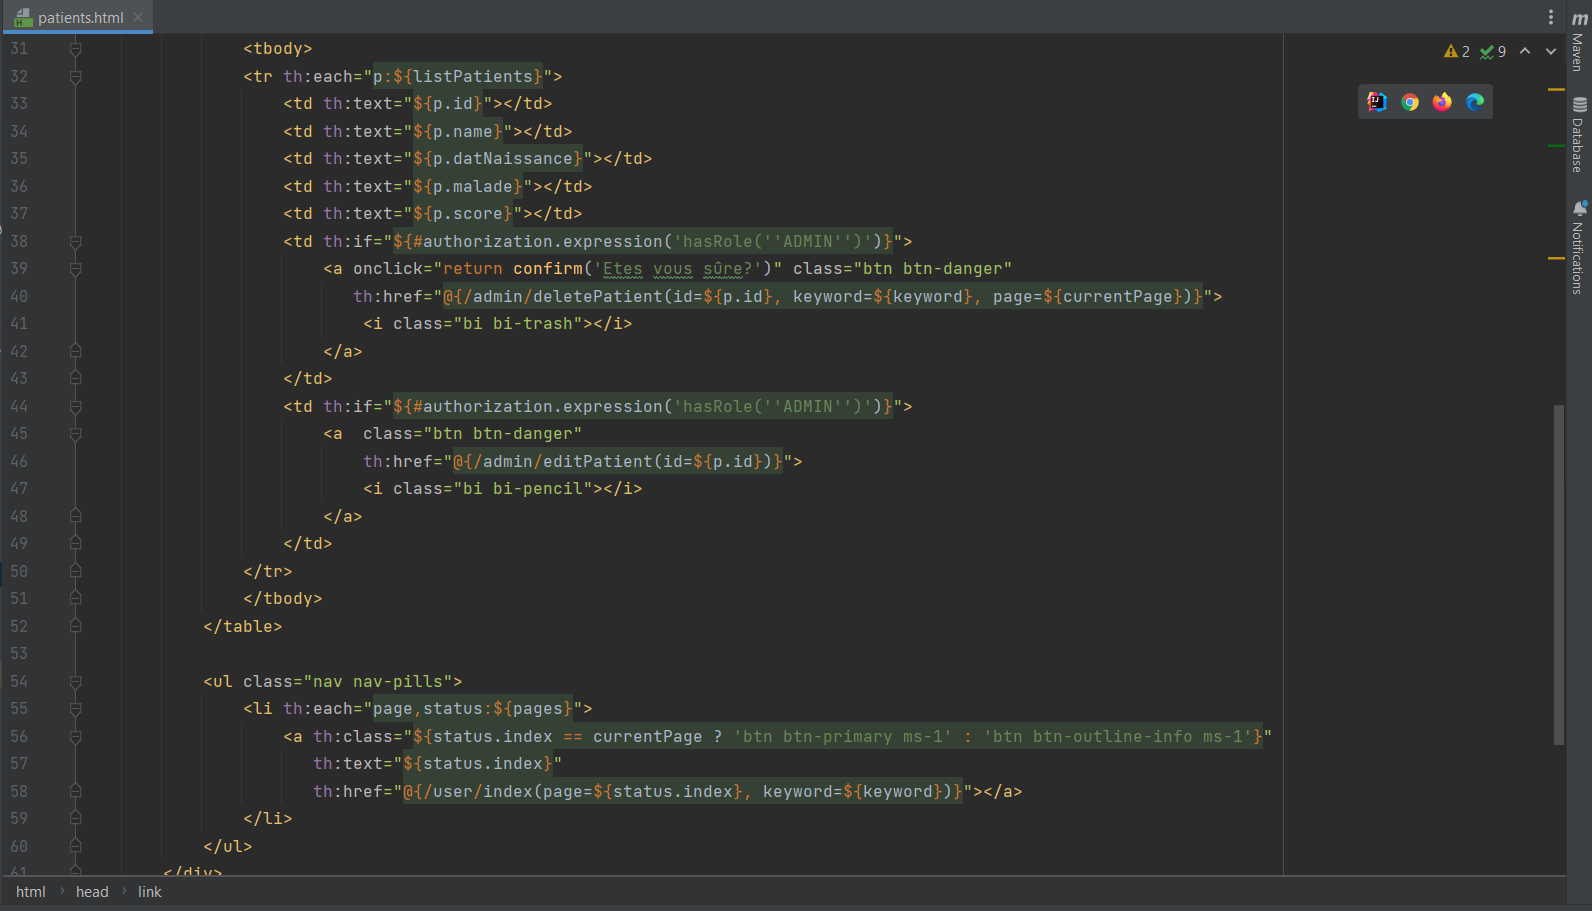 patients.html
31 <tbody>
32 <tr th:each="p:${listPatients}">
33 <td th:text="${p.id}"></td>
34 <td th:text="${p.name}"></td>
35 <td th:text="${p.datNaissance}"></td>
36 <td th:text="${p.malade}"></td>
37 <td th:text="${p.score}"></td>
38 <td th:if="${#authorization.expression('hasRole(''ADMIN'')')}">
39 <a onclick="return confirm('Etes vous sûre?')" class="btn btn-danger"
40 th:href="@{/admin/deletePatient(id=${p.id}, keyword=${keyword}, page=${currentPage})}">
41 <i class="bi bi-trash"></i>
42 </a>
43 </td>
44 <td th:if="${#authorization.expression('hasRole(''ADMIN'')')}">
45 <a  class="btn btn-danger"
46 th:href="@{/admin/editPatient(id=${p.id})}">
47 <i class="bi bi-pencil"></i>
48 </a>
49 </td>
50 </tr>
51 </tbody>
52 </table>
53
54 <ul class="nav nav-pills">
55 <li th:each="page,status:${pages}">
56 <a th:class="${status.index == currentPage ? 'btn btn-primary ms-1' : 'btn btn-outline-info ms-1'}"
57 th:text="${status.index}"
58 th:href="@{/user/index(page=${status.index}, keyword=${keyword})}"></a>
59 </li>
60 </ul>
61 </div>
html › head › link
2 9
m
Maven
Database
Notifications